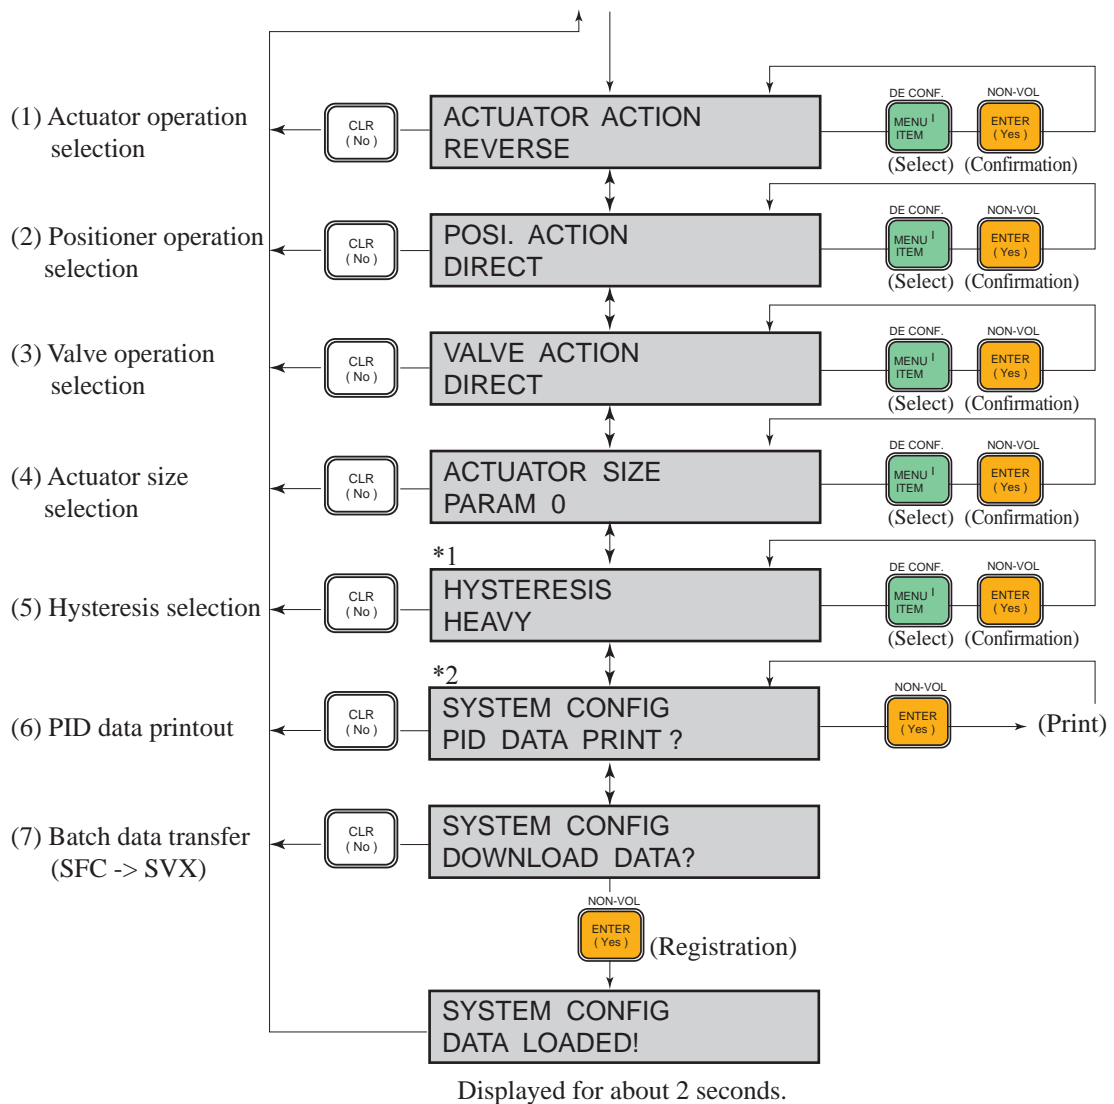 DE CONF.
NON-VOL
(1) Actuator operation
selection
CLR
( No )
ACTUATOR ACTION
REVERSE
MENU I
ITEM
ENTER
( Yes )
(Select)
(Confirmation)
DE CONF.
NON-VOL
(2) Positioner operation
selection
CLR
( No )
POSI. ACTION
DIRECT
MENU I
ITEM
ENTER
( Yes )
(Select)
(Confirmation)
DE CONF.
NON-VOL
(3) Valve operation
selection
CLR
( No )
VALVE ACTION
DIRECT
MENU I
ITEM
ENTER
( Yes )
(Select)
(Confirmation)
DE CONF.
NON-VOL
(4) Actuator size
selection
CLR
( No )
ACTUATOR SIZE
PARAM 0
MENU I
ITEM
ENTER
( Yes )
(Select)
(Confirmation)
*1
DE CONF.
NON-VOL
(5) Hysteresis selection
CLR
( No )
HYSTERESIS
HEAVY
MENU I
ITEM
ENTER
( Yes )
(Select)
(Confirmation)
*2
NON-VOL
(6) PID data printout
CLR
( No )
SYSTEM CONFIG
PID DATA PRINT ?
ENTER
( Yes )
(Print)
(7) Batch data transfer
(SFC -> SVX)
CLR
( No )
SYSTEM CONFIG
DOWNLOAD DATA?
NON-VOL
ENTER
( Yes )
(Registration)
SYSTEM CONFIG
DATA LOADED!
Displayed for about 2 seconds.